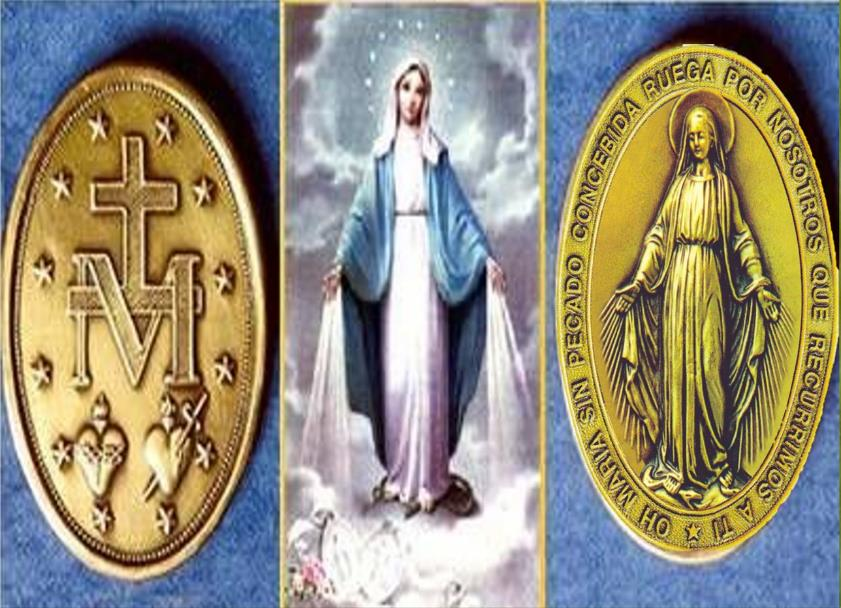 M
OH MARIA SIN PECADO CONCEBIDA RUEGA POR NOSOTROS QUE RECURRIMOS A TI